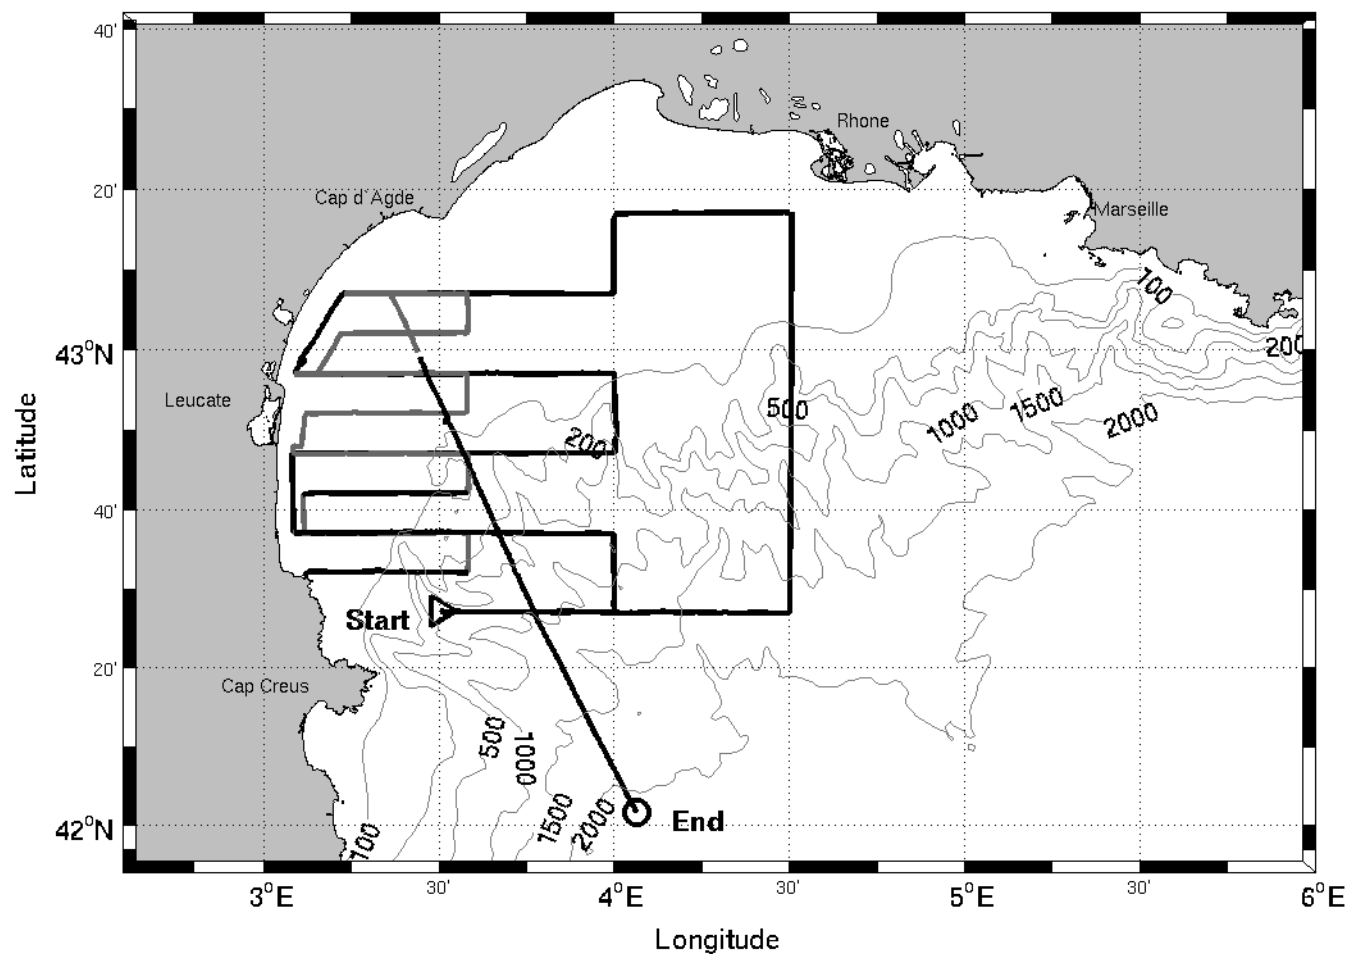 40'
Rhone
20'
Cap d`Agde
Marseille
100
43°N
200
Leucate
500
1000
1500
2000
200
Latitude
40'
Start
20'
Cap Creus
500
1000
1500
2000
End
42°N
100
3°E
30'
4°E
30'
5°E
30'
6°E
Longitude